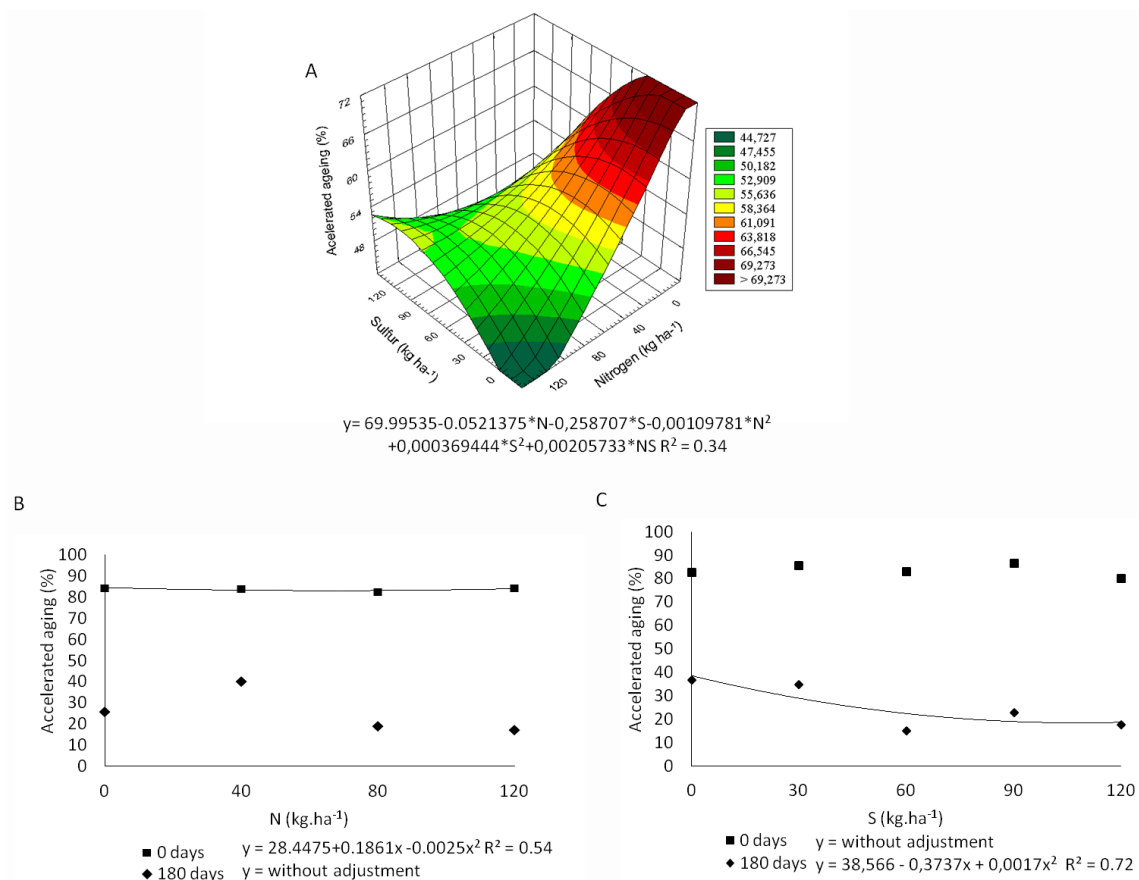 A
Acelerated ageing (%)
72
66
60
54
48
120
90
60
30
0
Sulfur (kg ha-¹)
120
80
40
0
Nitrogen (kg ha-¹)
44,727
47,455
50,182
52,909
55,636
58,364
61,091
63,818
66,545
69,273
> 69,273
y= 69.99535-0.0521375*N-0,258707*S-0,00109781*N²
+0,000369444*S²+0,00205733*NS R² = 0.34
B
Accelerated aging (%)
100
90
80
70
60
50
40
30
20
10
0
0 40 80 120
N (kg.ha⁻¹)
0 days y = 28.4475+0.1861x -0.0025x² R² = 0.54
180 days y = without adjustment
C
Accelerated aging (%)
100
90
80
70
60
50
40
30
20
10
0
0 30 60 90 120
S (kg.ha⁻¹)
0 days y = without adjustment
180 days y = 38,566 - 0,3737x + 0,0017x² R² = 0.72